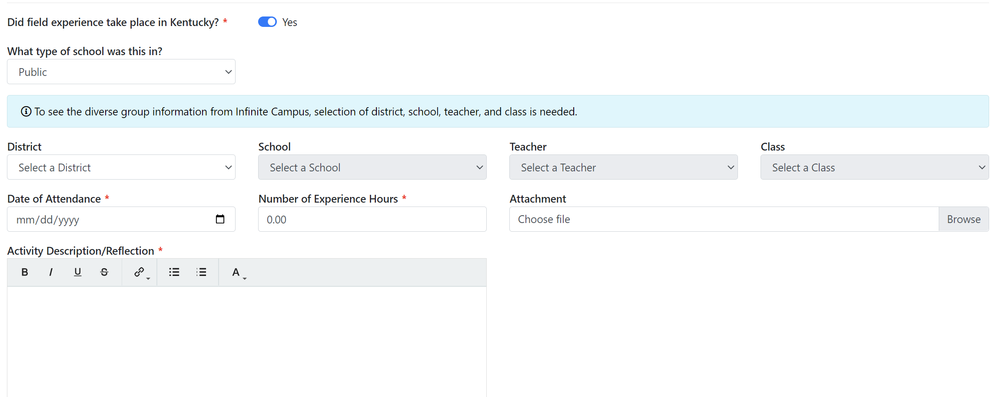 Did field experience take place in Kentucky? * Yes
What type of school was this in?
Public
To see the diverse group information from Infinite Campus, selection of district, school, teacher, and class is needed.
District School Teacher Class
Select a District Select a School Select a Teacher Select a Class
Date of Attendance * Number of Experience Hours * Attachment
mm/dd/yyyy 0.00 Choose file Browse
Activity Description/Reflection *
B I U S A